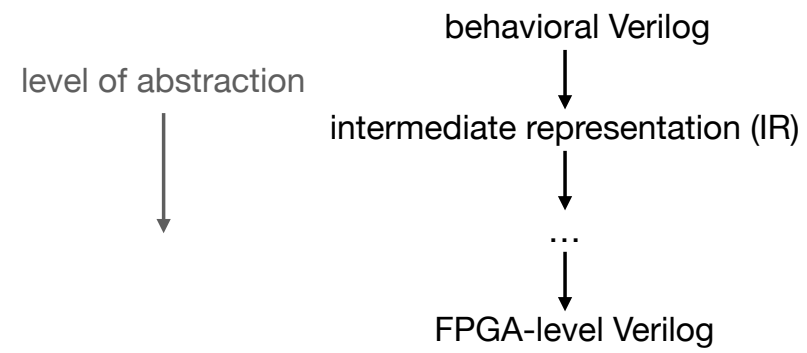 behavioral Verilog
level of abstraction
intermediate representation (IR)
...
FPGA-level Verilog